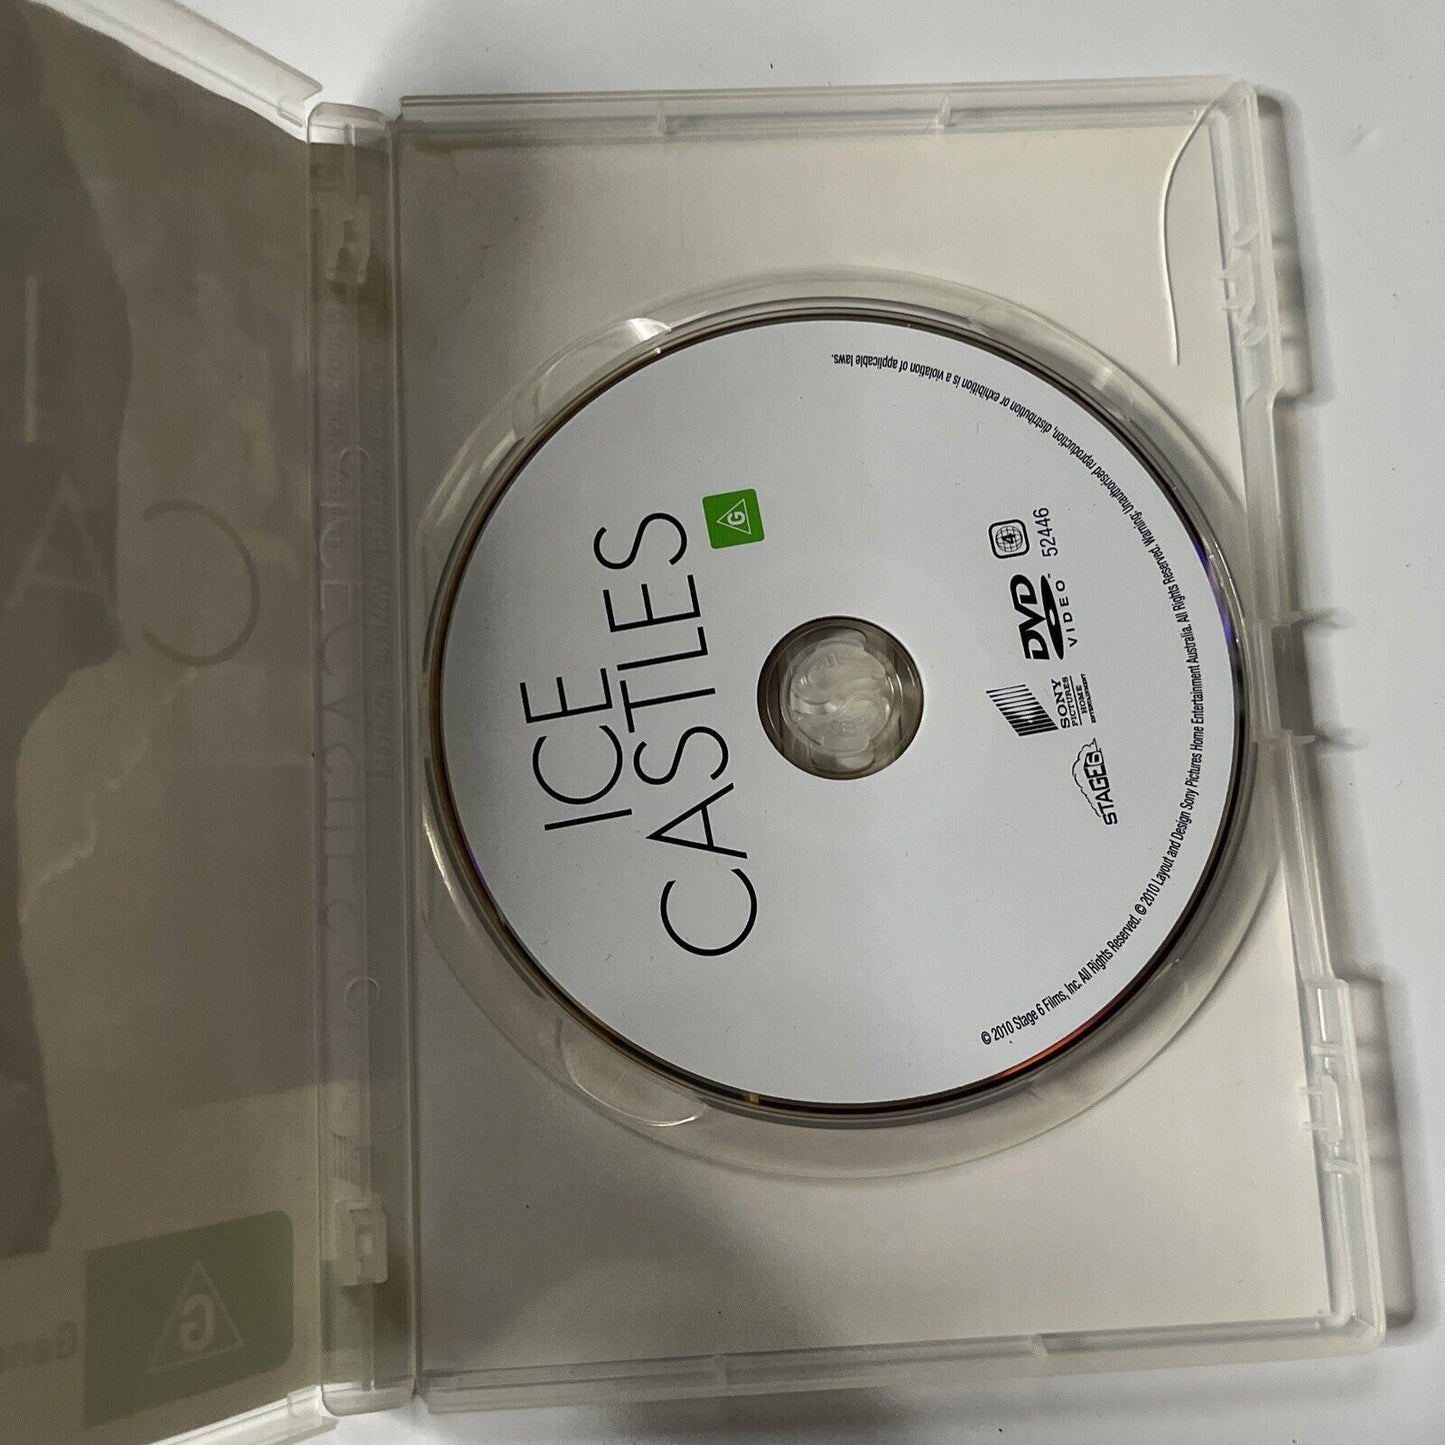 ICE
CASTLES
G
STAGE6
SONY
PICTURES
HOME
ENTERTAINMENT
DVD
VIDEO
4
52446
© 2010 Stage 6 Films, Inc. All Rights Reserved. © 2010 Layout and Design Sony Pictures Home Entertainment Australia. All Rights Reserved. Warning: Unauthorised reproduction, distribution or exhibition is a violation of applicable laws.
G
Gene